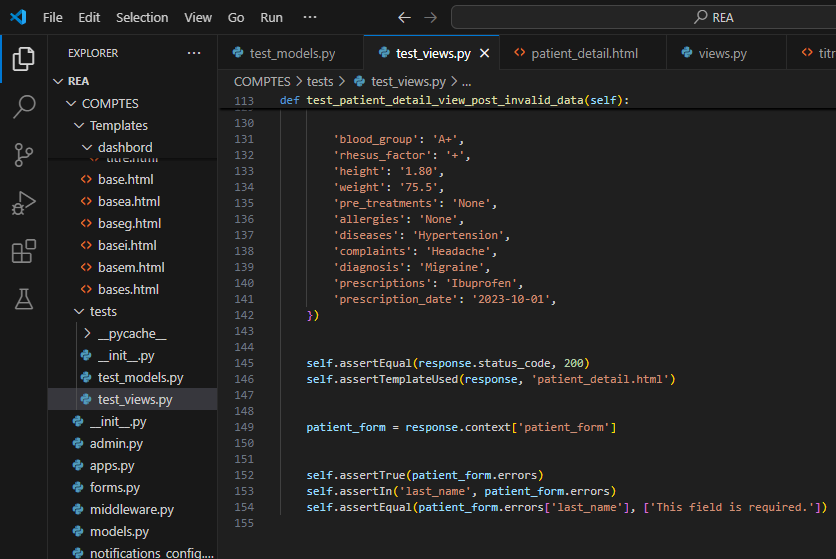 File Edit Selection View Go Run ··· ← → REA
EXPLORER ···
REA
COMPTES
Templates
dashbord
titre.html
base.html
basea.html
baseg.html
basei.html
basem.html
bases.html
tests
__pycache__
__init__.py
test_models.py
test_views.py
__init__.py
admin.py
apps.py
forms.py
middleware.py
models.py
notifications_config....
test_models.py test_views.py × patient_detail.html views.py titr
COMPTES > tests > test_views.py > ...
113 def test_patient_detail_view_post_invalid_data(self):
130
131 'blood_group': 'A+',
132 'rhesus_factor': '+',
133 'height': '1.80',
134 'weight': '75.5',
135 'pre_treatments': 'None',
136 'allergies': 'None',
137 'diseases': 'Hypertension',
138 'complaints': 'Headache',
139 'diagnosis': 'Migraine',
140 'prescriptions': 'Ibuprofen',
141 'prescription_date': '2023-10-01',
142 })
143
144
145 self.assertEqual(response.status_code, 200)
146 self.assertTemplateUsed(response, 'patient_detail.html')
147
148
149 patient_form = response.context['patient_form']
150
151
152 self.assertTrue(patient_form.errors)
153 self.assertIn('last_name', patient_form.errors)
154 self.assertEqual(patient_form.errors['last_name'], ['This field is required.'])
155